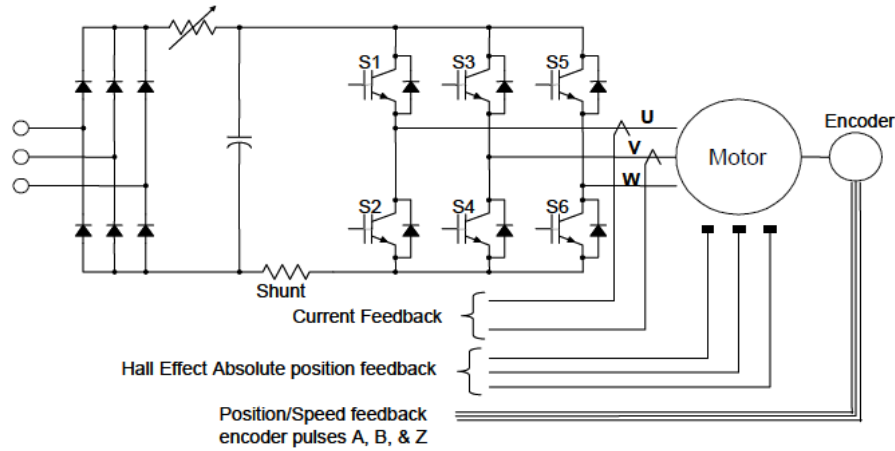 S1
S3
S5
U
V
W
Motor
Encoder
S2
S4
S6
Shunt
Current Feedback
Hall Effect Absolute position feedback
Position/Speed feedback
encoder pulses A, B, & Z